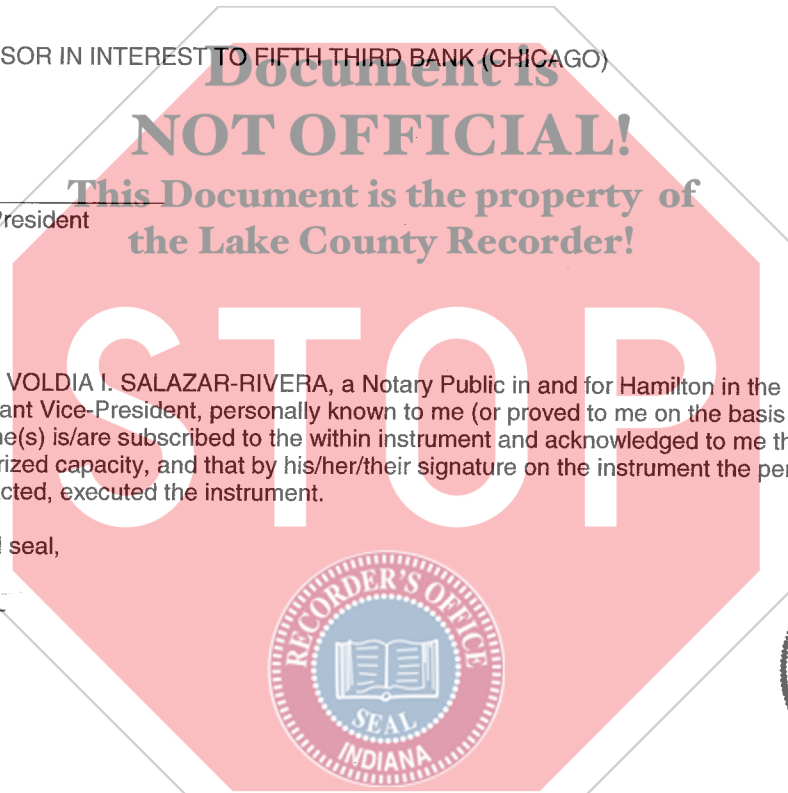 SOR IN INTEREST TO FIFTH THIRD BANK (CHICAGO)
Document is
NOT OFFICIAL!
This Document is the property of
President
the Lake County Recorder!
STOP
VOLDIA I. SALAZAR-RIVERA, a Notary Public in and for Hamilton in the
ant Vice-President, personally known to me (or proved to me on the basis
ne(s) is/are subscribed to the within instrument and acknowledged to me th
rized capacity, and that by his/her/their signature on the instrument the per
cted, executed the instrument.
seal,
RECORDER'S OFFICE
SEAL
INDIANA